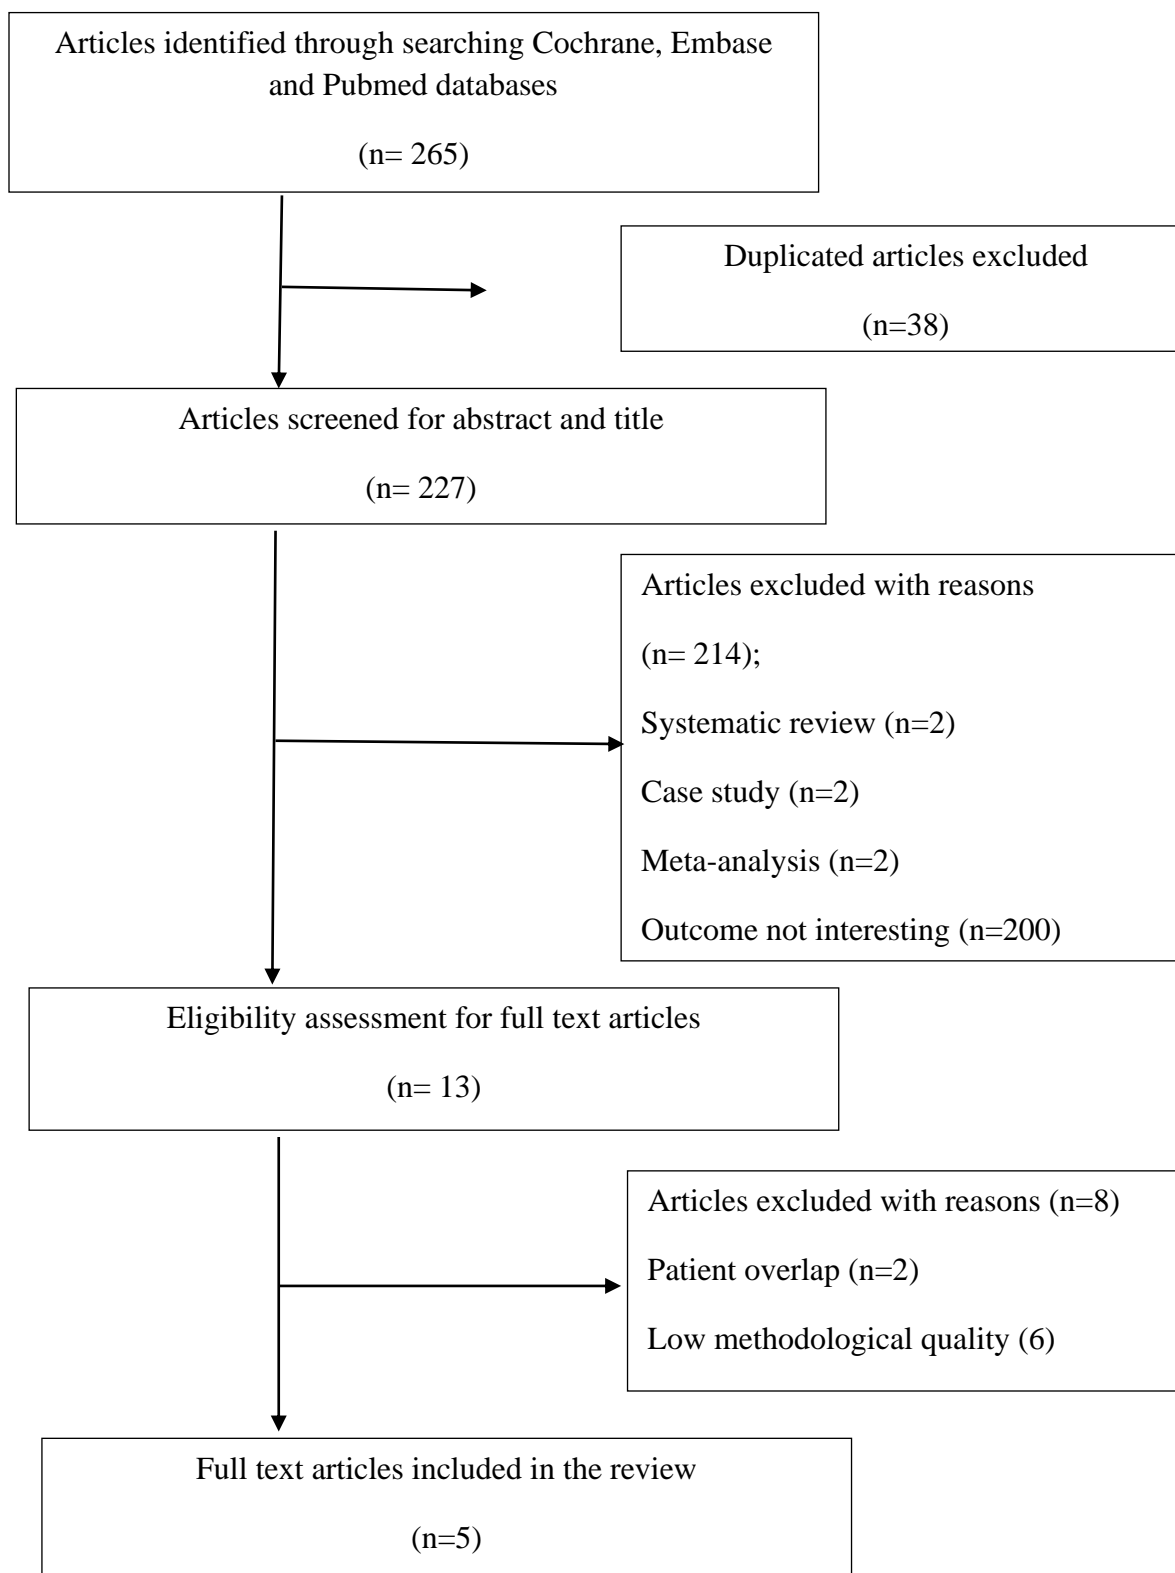 Articles identified through searching Cochrane, Embase
and Pubmed databases
(n= 265)
Duplicated articles excluded
(n=38)
Articles screened for abstract and title
(n= 227)
Articles excluded with reasons
(n= 214);
Systematic review (n=2)
Case study (n=2)
Meta-analysis (n=2)
Outcome not interesting (n=200)
Eligibility assessment for full text articles
(n= 13)
Articles excluded with reasons (n=8)
Patient overlap (n=2)
Low methodological quality (6)
Full text articles included in the review
(n=5)